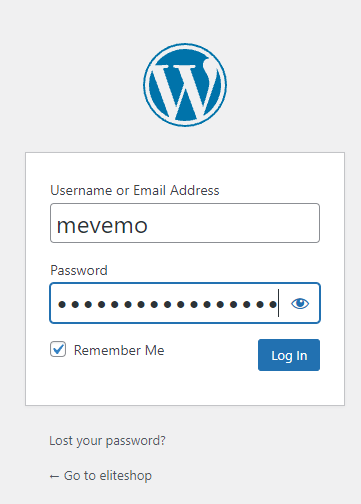 Username or Email Address
mevemo
Password
•••••••••••••••••
Remember Me
Log In
Lost your password?
← Go to eliteshop